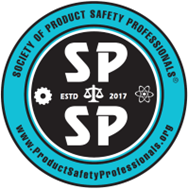 SOCIETY OF PRODUCT SAFETY PROFESSIONALS®
SP
ESTD 2017
SP
www.ProductSafetyProfessionals.org